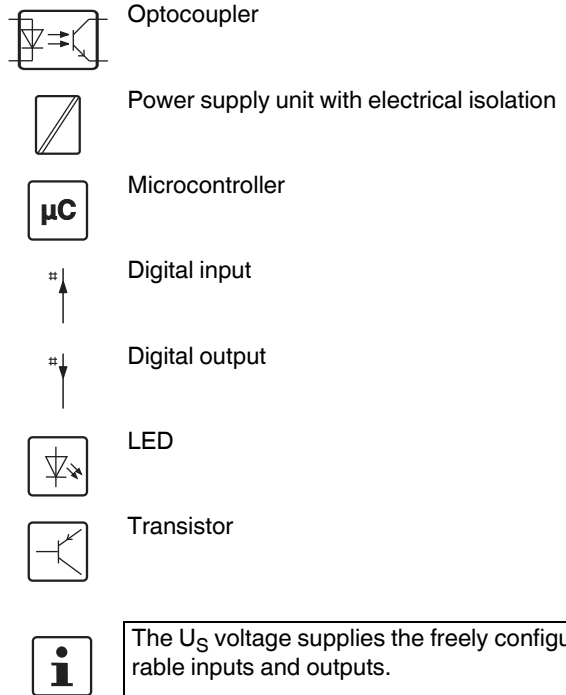 Optocoupler
Power supply unit with electrical isolation
µC
Microcontroller
#
Digital input
#
Digital output
LED
Transistor
i
The US voltage supplies the freely configu
rable inputs and outputs.